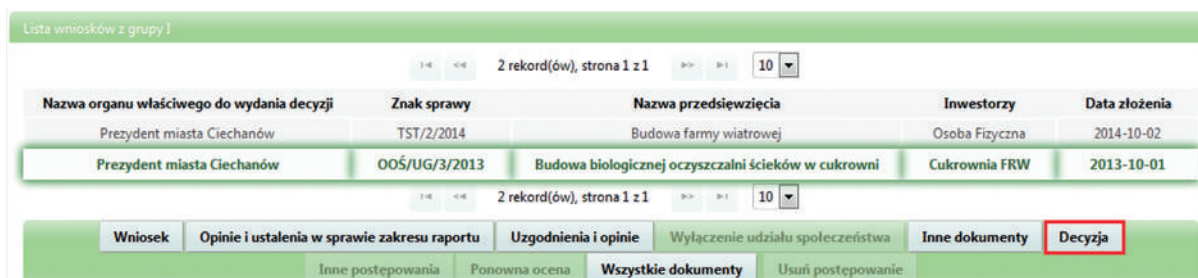 Lista wniosków z grupy I
2 rekord(ów), strona 1 z 1 10
Nazwa organu właściwego do wydania decyzji Znak sprawy Nazwa przedsięwzięcia Inwestorzy Data złożenia
Prezydent miasta Ciechanów TST/2/2014 Budowa farmy wiatrowej Osoba Fizyczna 2014-10-02
Prezydent miasta Ciechanów OOŚ/UG/3/2013 Budowa biologicznej oczyszczalni ścieków w cukrowni Cukrownia FRW 2013-10-01
2 rekord(ów), strona 1 z 1 10
Wniosek Opinie i ustalenia w sprawie zakresu raportu Uzgodnienia i opinie Wyłączenie udziału społeczeństwa Inne dokumenty Decyzja
Inne postępowania Ponowna ocena Wszystkie dokumenty Usuń postępowanie